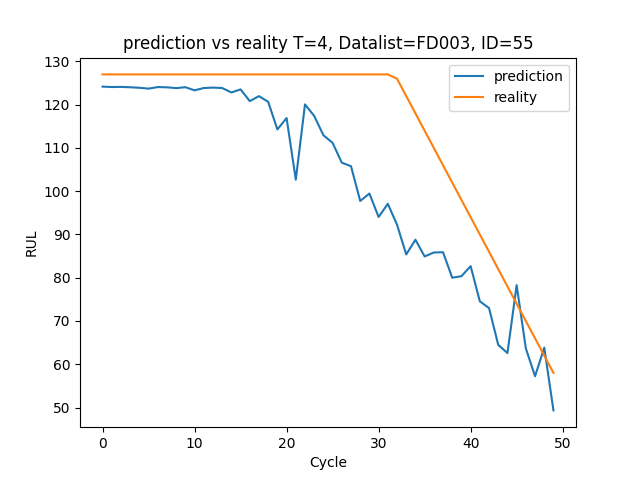 prediction vs reality T=4, Datalist=FD003, ID=55
prediction
reality
130
120
110
100
90
80
70
60
50
RUL
0 10 20 30 40 50
Cycle